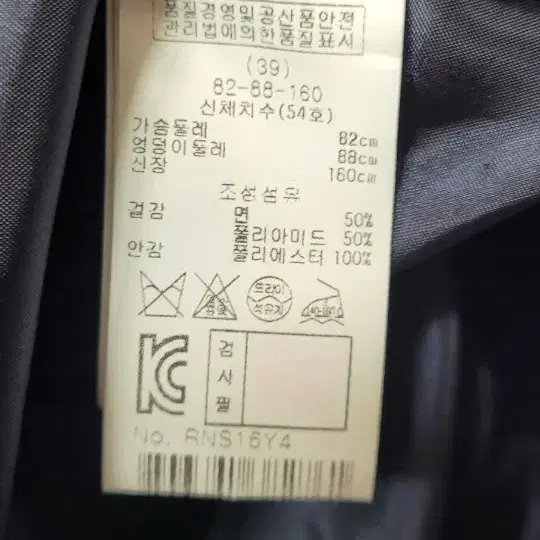 품질경영및공산품안전
관리법에의한품질표시
(39)
82-88-160
신체치수(54호)
가슴둘레 82cm
엉덩이둘레 88cm
신장 160cm
조성섬유
겉감 면 50%
폴리아미드 50%
안감 폴리에스터 100%
드라이
석유계
검
사
필
No. RNS16Y4